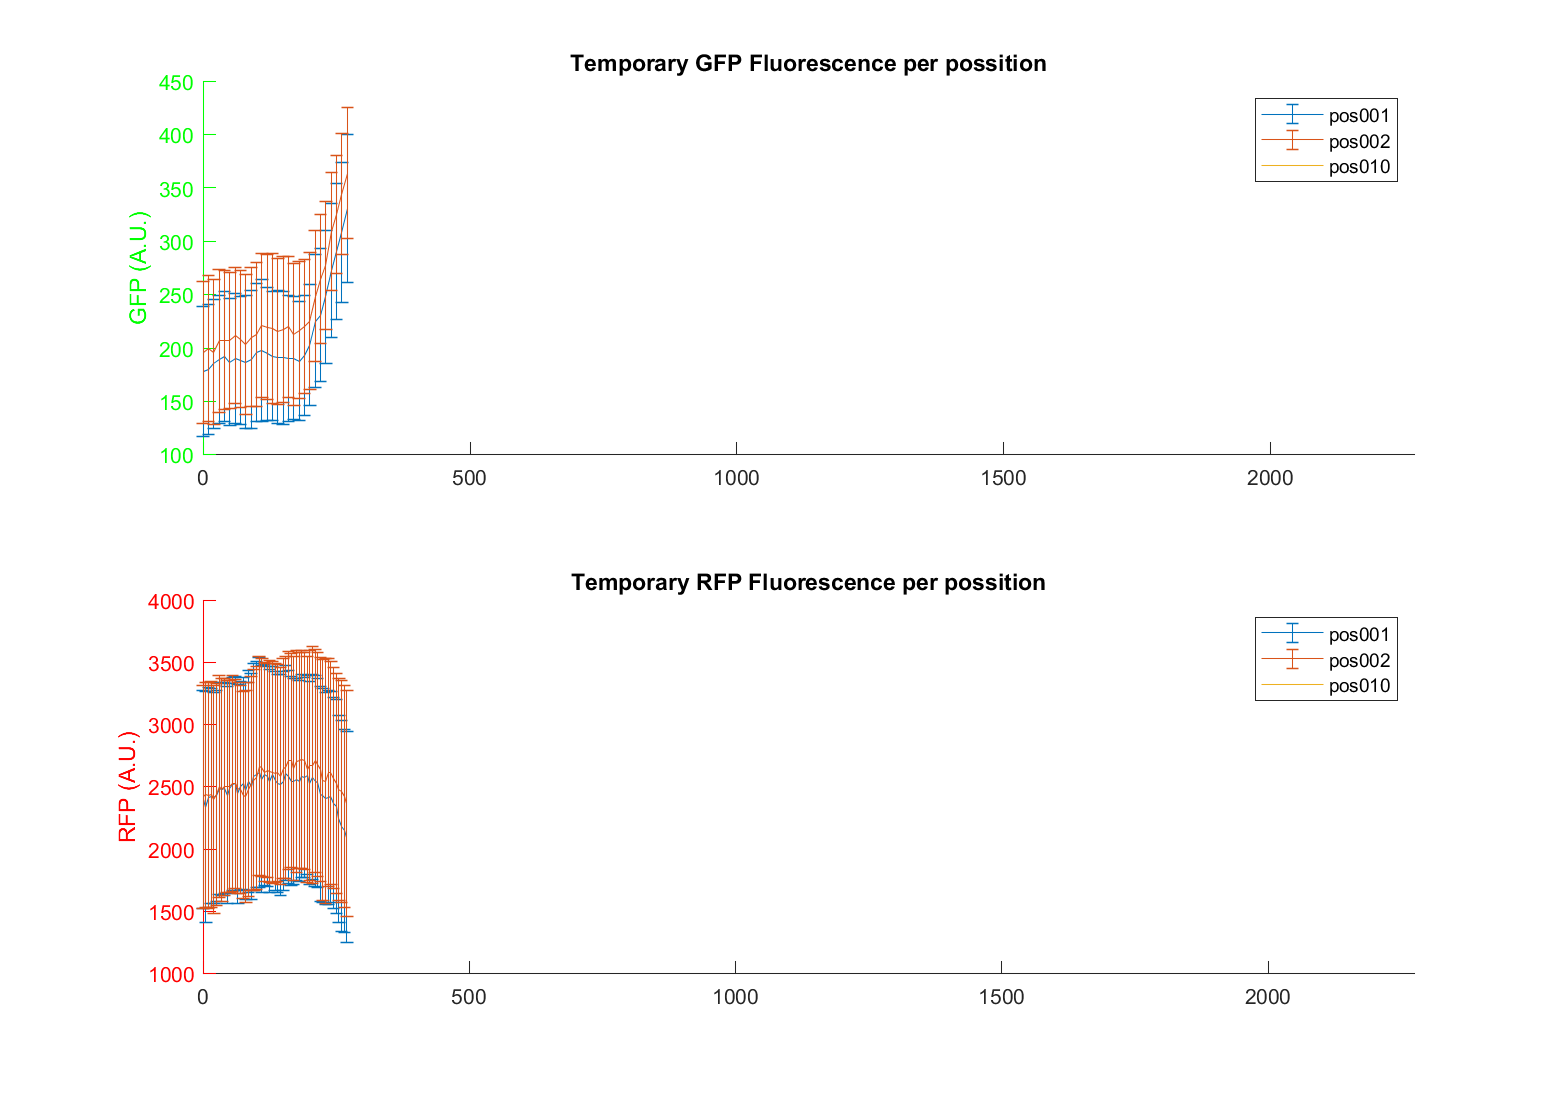 Temporary GFP Fluorescence per possition
450
400
350
300
250
200
150
100
GFP (A.U.)
0 500 1000 1500 2000
pos001
pos002
pos010
Temporary RFP Fluorescence per possition
4000
3500
3000
2500
2000
1500
1000
RFP (A.U.)
0 500 1000 1500 2000
pos001
pos002
pos010